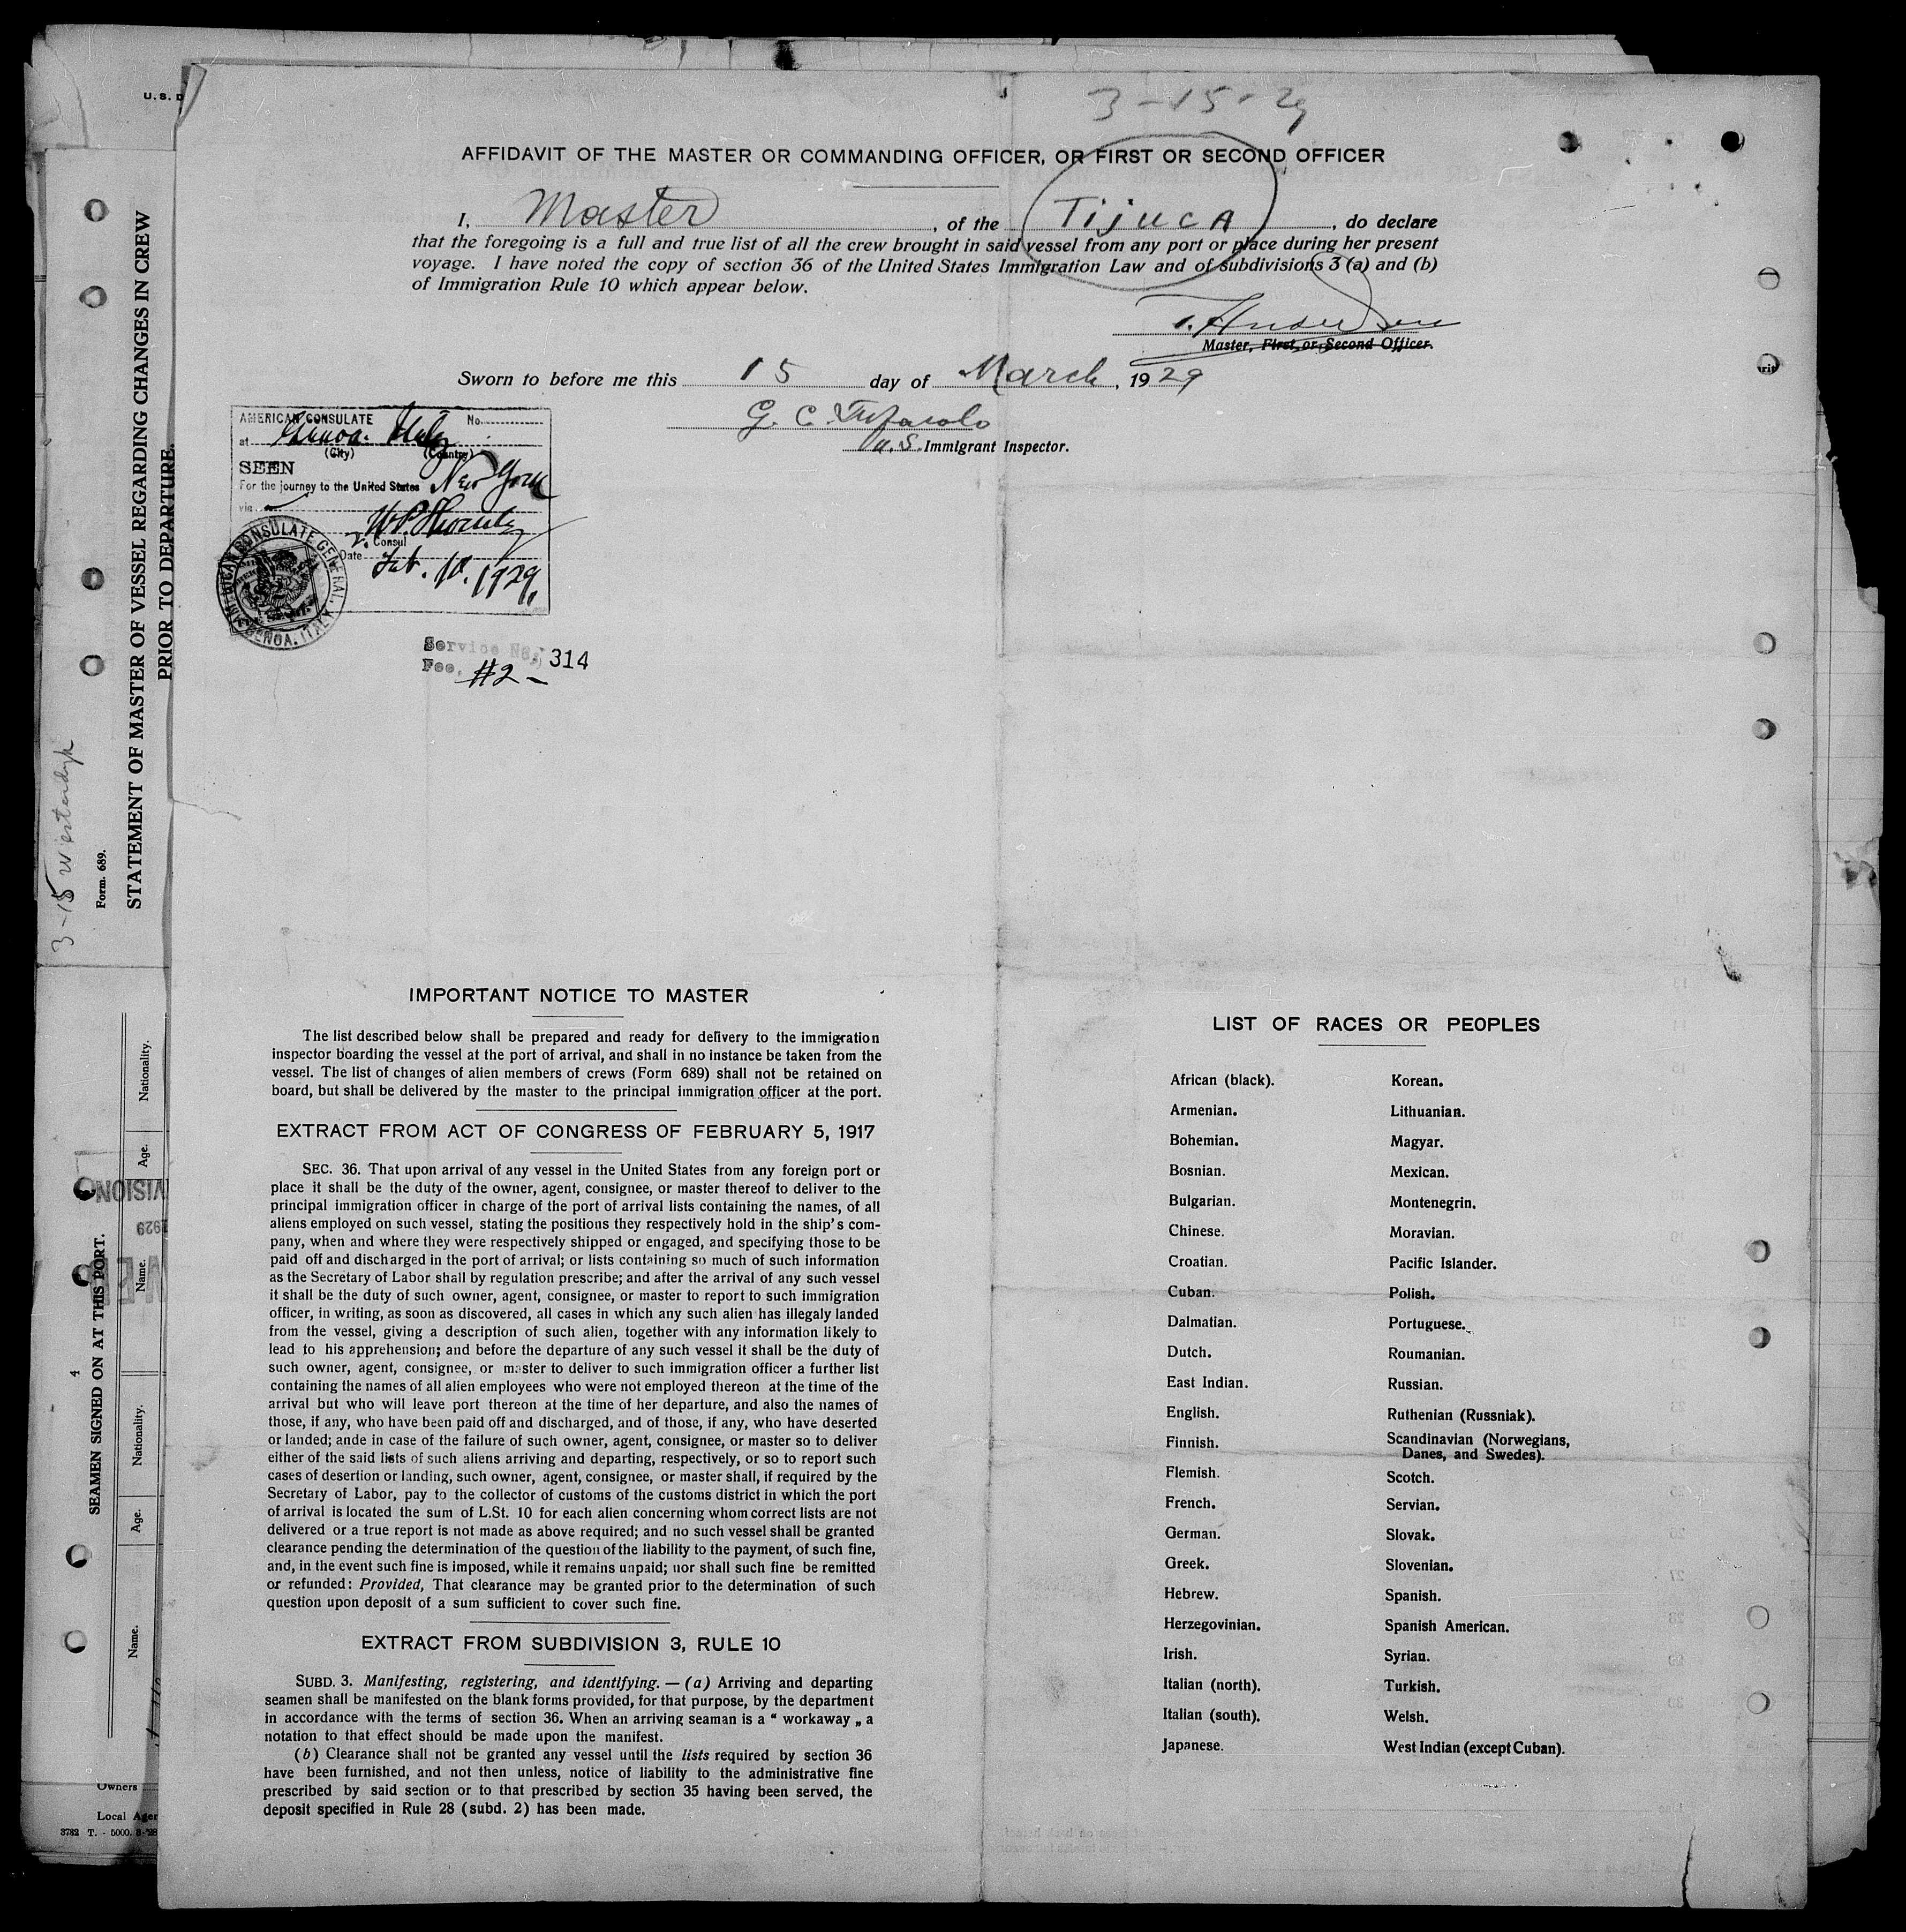 U. S. D
3-15-29
AFFIDAVIT OF THE MASTER OR COMMANDING OFFICER, OR FIRST OR SECOND OFFICER
I, Master, of the Tijuca, do declare
that the foregoing is a full and true list of all the crew brought in said vessel from any port or place during her present
voyage. I have noted the copy of section 36 of the United States Immigration Law and of subdivisions 3 (a) and (b)
of Immigration Rule 10 which appear below.
Master, First, or Second Officer.
Sworn to before me this 15 day of March, 1929
G. C.
U. S. Immigrant Inspector.
AMERICAN CONSULATE No.
at Genoa. Italy
(City) (Country)
SEEN
For the journey to the United States New York
via
Consul
Date Feb. 10. 1929.
AMERICAN CONSULATE GENERAL,
GENOA, ITALY
Service No. 314
Fee. #2-
IMPORTANT NOTICE TO MASTER
The list described below shall be prepared and ready for delivery to the immigration
inspector boarding the vessel at the port of arrival, and shall in no instance be taken from the
vessel. The list of changes of alien members of crews (Form 689) shall not be retained on
board, but shall be delivered by the master to the principal immigration officer at the port.
EXTRACT FROM ACT OF CONGRESS OF FEBRUARY 5, 1917
SEC. 36. That upon arrival of any vessel in the United States from any foreign port or
place it shall be the duty of the owner, agent, consignee, or master thereof to deliver to the
principal immigration officer in charge of the port of arrival lists containing the names, of all
aliens employed on such vessel, stating the positions they respectively hold in the ship's com-
pany, when and where they were respectively shipped or engaged, and specifying those to be
paid off and discharged in the port of arrival; or lists containing so much of such information
as the Secretary of Labor shall by regulation prescribe; and after the arrival of any such vessel
it shall be the duty of such owner, agent, consignee, or master to report to such immigration
officer, in writing, as soon as discovered, all cases in which any such alien has illegaly landed
from the vessel, giving a description of such alien, together with any information likely to
lead to his apprehension; and before the departure of any such vessel it shall be the duty of
such owner, agent, consignee, or master to deliver to such immigration officer a further list
containing the names of all alien employees who were not employed thereon at the time of the
arrival but who will leave port thereon at the time of her departure, and also the names of
those, if any, who have been paid off and discharged, and of those, if any, who have deserted
or landed; ande in case of the failure of such owner, agent, consignee, or master so to deliver
either of the said lists of such aliens arriving and departing, respectively, or so to report such
cases of desertion or landing, such owner, agent, consignee, or master shall, if required by the
Secretary of Labor, pay to the collector of customs of the customs district in which the port
of arrival is located the sum of L.St. 10 for each alien concerning whom correct lists are not
delivered or a true report is not made as above required; and no such vessel shall be granted
clearance pending the determination of the question of the liability to the payment, of such fine,
and, in the event such fine is imposed, while it remains unpaid; nor shall such fine be remitted
or refunded: Provided, That clearance may be granted prior to the determination of such
question upon deposit of a sum sufficient to cover such fine.
EXTRACT FROM SUBDIVISION 3, RULE 10
SUBD. 3. Manifesting, registering, and identifying. — (a) Arriving and departing
seamen shall be manifested on the blank forms provided, for that purpose, by the department
in accordance with the terms of section 36. When an arriving seaman is a “ workaway „ a
notation to that effect should be made upon the manifest.
(b) Clearance shall not be granted any vessel until the lists required by section 36
have been furnished, and not then unless, notice of liability to the administrative fine
prescribed by said section or to that prescribed by section 35 having been served, the
deposit specified in Rule 28 (subd. 2) has been made.
LIST OF RACES OR PEOPLES
African (black).
Armenian.
Bohemian.
Bosnian.
Bulgarian.
Chinese.
Croatian.
Cuban.
Dalmatian.
Dutch.
East Indian.
English.
Finnish.
Flemish.
French.
German.
Greek.
Hebrew.
Herzegovinian.
Irish.
Italian (north).
Italian (south).
Japanese.
Korean.
Lithuanian.
Magyar.
Mexican.
Montenegrin.
Moravian.
Pacific Islander.
Polish.
Portuguese.
Roumanian.
Russian.
Ruthenian (Russniak).
Scandinavian (Norwegians,
Danes, and Swedes).
Scotch.
Servian.
Slovak.
Slovenian.
Spanish.
Spanish American.
Syrian.
Turkish.
Welsh.
West Indian (except Cuban).
3-15 Westerdyk
Form. 689.
STATEMENT OF MASTER OF VESSEL REGARDING CHANGES IN CREW
PRIOR TO DEPARTURE.
4
SEAMEN SIGNED ON AT THIS PORT.
Name.
Age.
Nationality.
Name.
Age.
Nationality.
VISION
1929
Owners
Local Agen
3782 T. - 5000. 8-'28